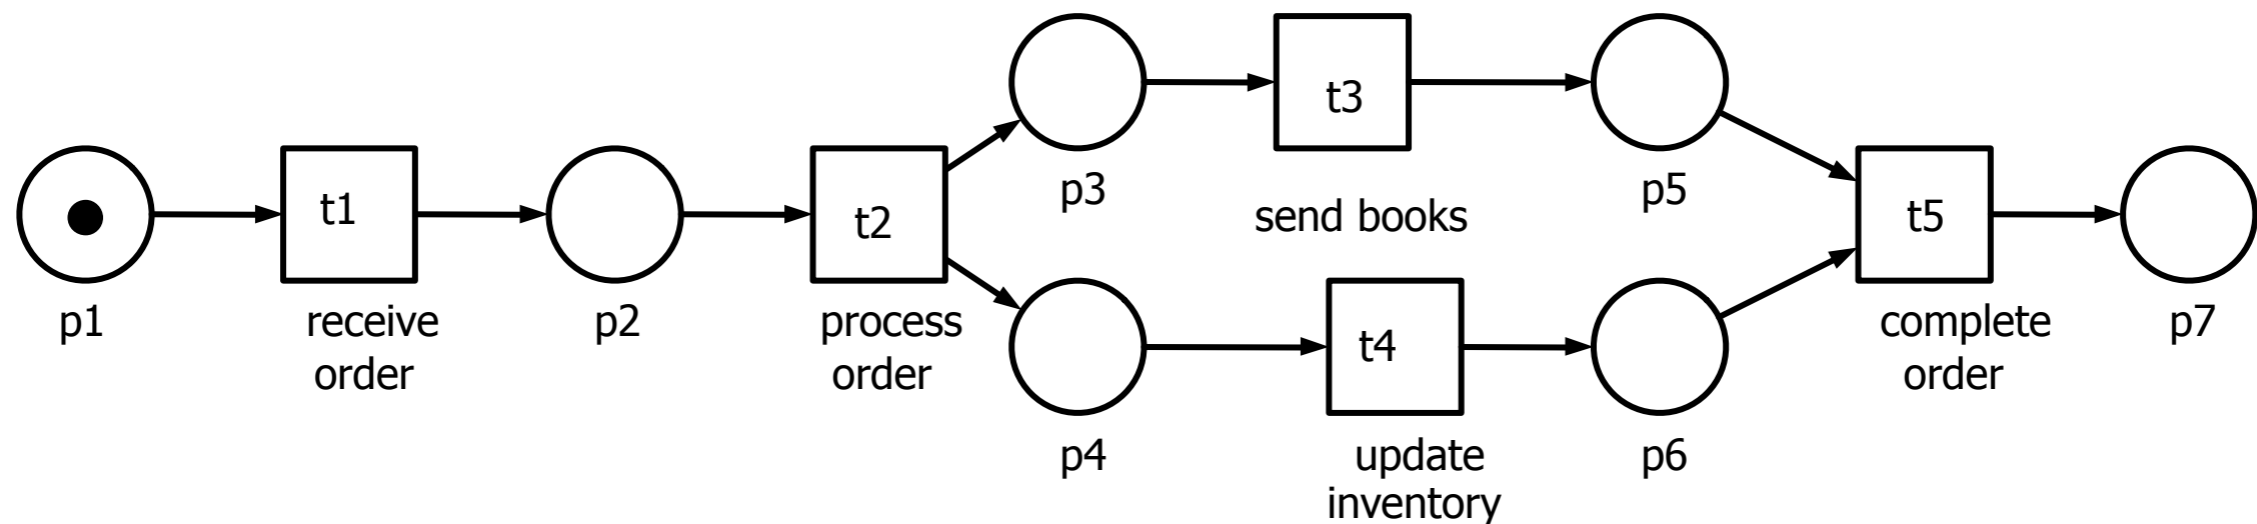 t3
t1
t2
t5
p3
p5
send books
p1
receive
order
p2
process
order
t4
complete
order
p7
p4
update
inventory
p6